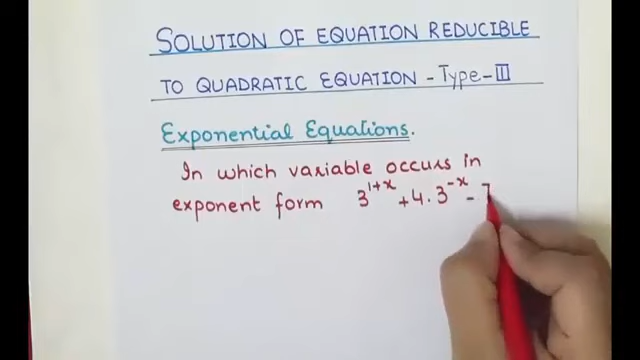 SOLUTION OF EQUATION REDUCIBLE
TO QUADRATIC EQUATION - Type - III
Exponential Equations.
In which variable occurs in
exponent form 3^{1+x} + 4. 3^{-x} -